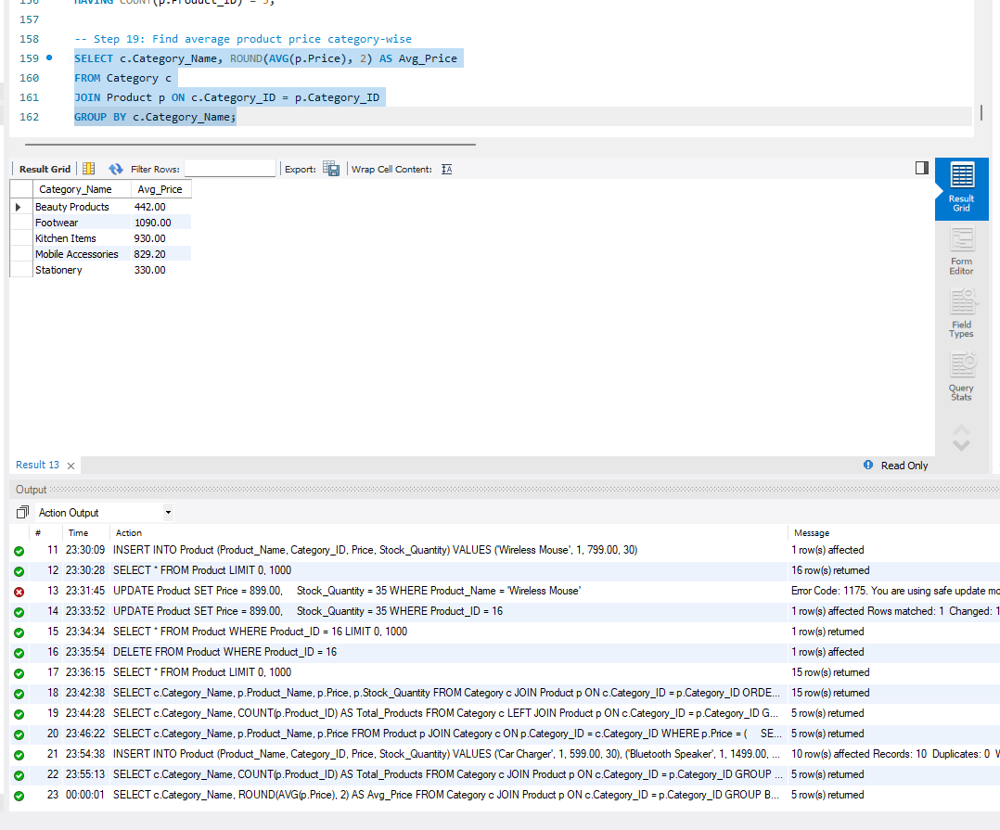 156 HAVING COUNT(p.Product_ID) = 5;
157
158 -- Step 19: Find average product price category-wise
159 SELECT c.Category_Name, ROUND(AVG(p.Price), 2) AS Avg_Price
160 FROM Category c
161 JOIN Product p ON c.Category_ID = p.Category_ID
162 GROUP BY c.Category_Name;
Result Grid Filter Rows: Export: Wrap Cell Content: IA
Category_Name Avg_Price
Beauty Products 442.00
Footwear 1090.00
Kitchen Items 930.00
Mobile Accessories 829.20
Stationery 330.00
Result
Grid
Form
Editor
Field
Types
Query
Stats
Result 13 Read Only
Output
Action Output
# Time Action Message
11 23:30:09 INSERT INTO Product (Product_Name, Category_ID, Price, Stock_Quantity) VALUES ('Wireless Mouse', 1, 799.00, 30) 1 row(s) affected
12 23:30:28 SELECT * FROM Product LIMIT 0, 1000 16 row(s) returned
13 23:31:45 UPDATE Product SET Price = 899.00, Stock_Quantity = 35 WHERE Product_Name = 'Wireless Mouse' Error Code: 1175. You are using safe update mo
14 23:33:52 UPDATE Product SET Price = 899.00, Stock_Quantity = 35 WHERE Product_ID = 16 1 row(s) affected Rows matched: 1 Changed: 1
15 23:34:34 SELECT * FROM Product WHERE Product_ID = 16 LIMIT 0, 1000 1 row(s) returned
16 23:35:54 DELETE FROM Product WHERE Product_ID = 16 1 row(s) affected
17 23:36:15 SELECT * FROM Product LIMIT 0, 1000 15 row(s) returned
18 23:42:38 SELECT c.Category_Name, p.Product_Name, p.Price, p.Stock_Quantity FROM Category c JOIN Product p ON c.Category_ID = p.Category_ID ORDE... 15 row(s) returned
19 23:44:28 SELECT c.Category_Name, COUNT(p.Product_ID) AS Total_Products FROM Category c LEFT JOIN Product p ON c.Category_ID = p.Category_ID G... 5 row(s) returned
20 23:46:22 SELECT c.Category_Name, p.Product_Name, p.Price FROM Product p JOIN Category c ON p.Category_ID = c.Category_ID WHERE p.Price = ( SE... 5 row(s) returned
21 23:54:38 INSERT INTO Product (Product_Name, Category_ID, Price, Stock_Quantity) VALUES ('Car Charger', 1, 599.00, 30), ('Bluetooth Speaker', 1, 1499.00, ... 10 row(s) affected Records: 10 Duplicates: 0 W
22 23:55:13 SELECT c.Category_Name, COUNT(p.Product_ID) AS Total_Products FROM Category c JOIN Product p ON c.Category_ID = p.Category_ID GROUP ... 5 row(s) returned
23 00:00:01 SELECT c.Category_Name, ROUND(AVG(p.Price), 2) AS Avg_Price FROM Category c JOIN Product p ON c.Category_ID = p.Category_ID GROUP B... 5 row(s) returned